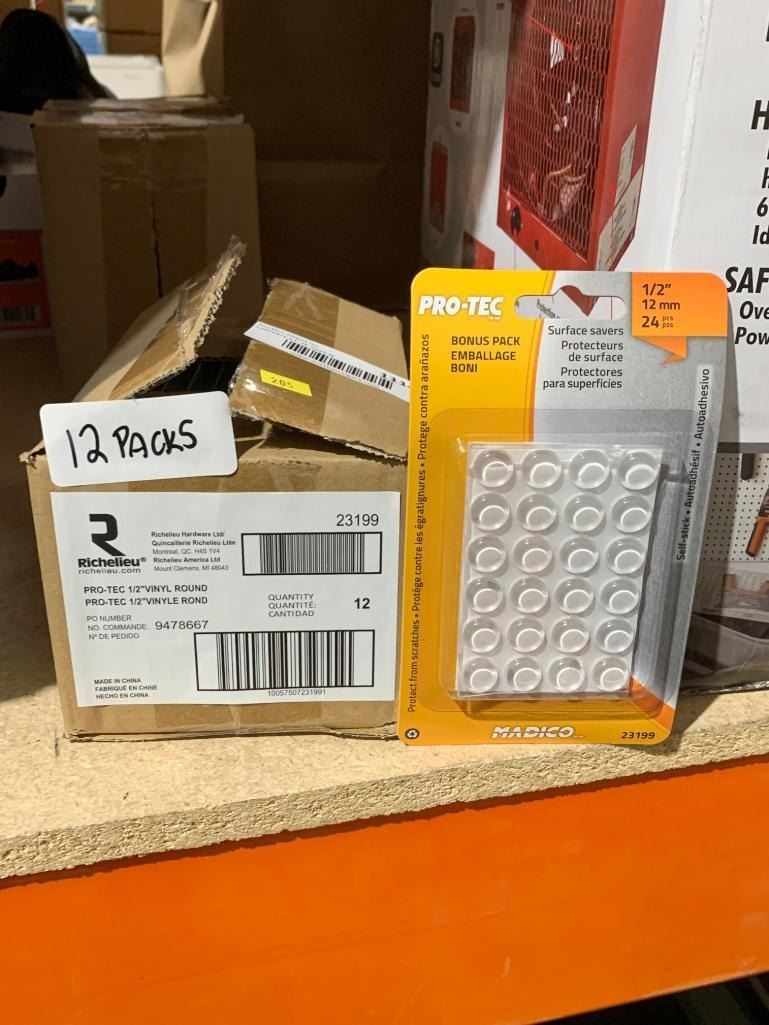 12 PACKS
205
Richelieu®
richelieu.com
Richelieu Hardware Ltd/
Quincaillerie Richelieu Ltée
Montreal, QC, H4S 1V4
Richelieu America Ltd
Mount Clemens, MI 48043
23199
PRO-TEC 1/2"VINYL ROUND
PRO-TEC 1/2"VINYLE ROND
PO NUMBER
NO. COMMANDE: 9478667
Nº DE PEDIDO
QUANTITY
QUANTITÉ: 12
CANTIDAD
MADE IN CHINA
FABRIQUÉ EN CHINE
HECHO EN CHINA
10057507231991
PRO-TEC
BONUS PACK
EMBALLAGE
BONI
Surface savers
Protecteurs
de surface
Protectores
para superficies
1/2"
12 mm
24 pcs
pzs
Protect from scratches • Protège contre les égratignures • Protege contra arañazos
Self-stick • Autoadhésif • Autoadhesivo
MADICO
23199
H
6
Id
SAF
Ove
Pow